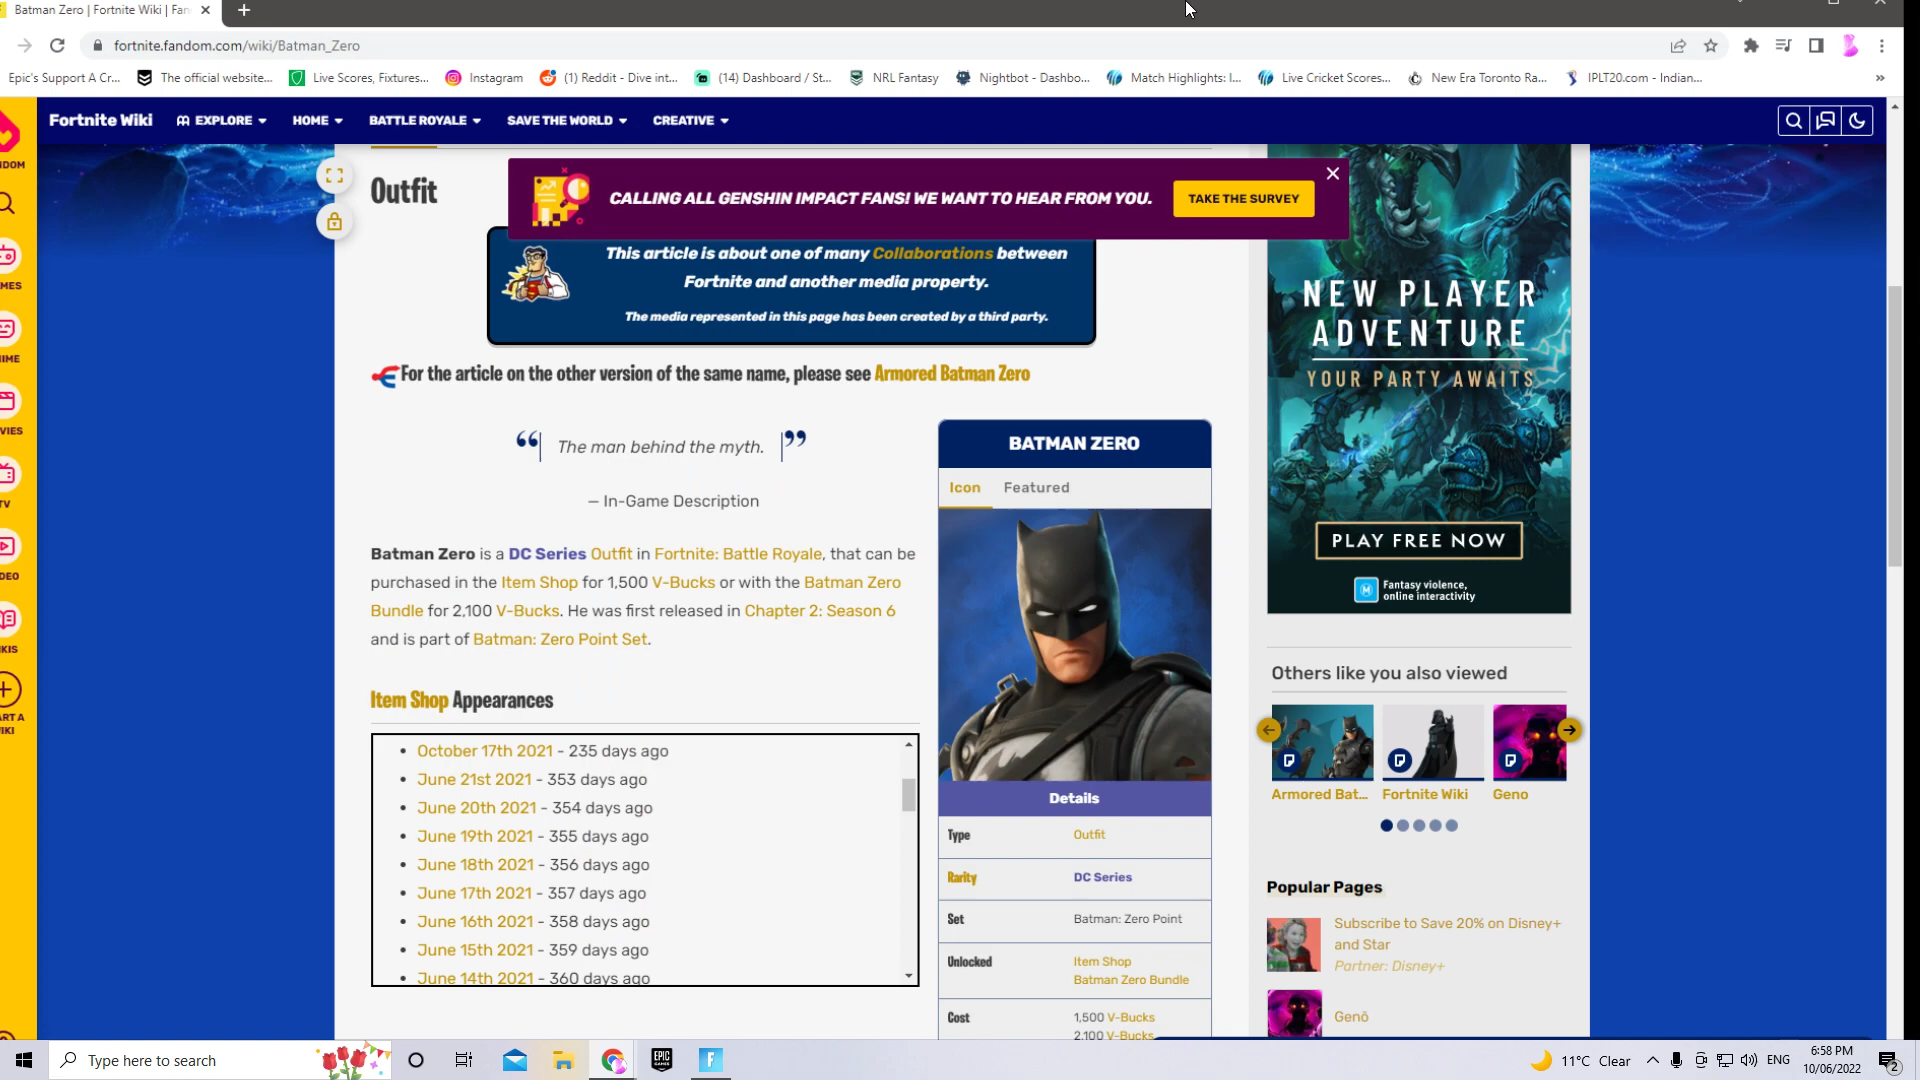 Batman Zero | Fortnite Wiki | Fan
fortnite.fandom.com/wiki/Batman_Zero
Epic's Support A Cr...
The official website...
Live Scores, Fixtures...
Instagram
(1) Reddit - Dive int...
(14) Dashboard / St...
NRL Fantasy
Nightbot - Dashbo...
Match Highlights: I...
Live Cricket Scores...
New Era Toronto Ra...
IPLT20.com - Indian...
Fortnite Wiki
EXPLORE
HOME
BATTLE ROYALE
SAVE THE WORLD
CREATIVE
NDOM
MES
IME
VIES
TV
DEO
IKIS
ART A
IKI
Outfit
CALLING ALL GENSHIN IMPACT FANS! WE WANT TO HEAR FROM YOU.
TAKE THE SURVEY
This article is about one of many Collaborations between
Fortnite and another media property.
The media represented in this page has been created by a third party.
For the article on the other version of the same name, please see Armored Batman Zero
The man behind the myth.
— In-Game Description
Batman Zero is a DC Series Outfit in Fortnite: Battle Royale, that can be
purchased in the Item Shop for 1,500 V-Bucks or with the Batman Zero
Bundle for 2,100 V-Bucks. He was first released in Chapter 2: Season 6
and is part of Batman: Zero Point Set.
Item Shop Appearances
• October 17th 2021 - 235 days ago
• June 21st 2021 - 353 days ago
• June 20th 2021 - 354 days ago
• June 19th 2021 - 355 days ago
• June 18th 2021 - 356 days ago
• June 17th 2021 - 357 days ago
• June 16th 2021 - 358 days ago
• June 15th 2021 - 359 days ago
• June 14th 2021 - 360 days ago
BATMAN ZERO
Icon
Featured
Details
Type Outfit
Rarity DC Series
Set Batman: Zero Point
Unlocked Item Shop
Batman Zero Bundle
Cost 1,500 V-Bucks
2,100 V-Bucks
NEW PLAYER
ADVENTURE
YOUR PARTY AWAITS
PLAY FREE NOW
Fantasy violence,
online interactivity
Others like you also viewed
Armored Bat...
Fortnite Wiki
Geno
Popular Pages
Subscribe to Save 20% on Disney+
and Star
Partner: Disney+
Genō
Type here to search
EPIC
GAMES
11°C Clear
ENG
6:58 PM
10/06/2022
2